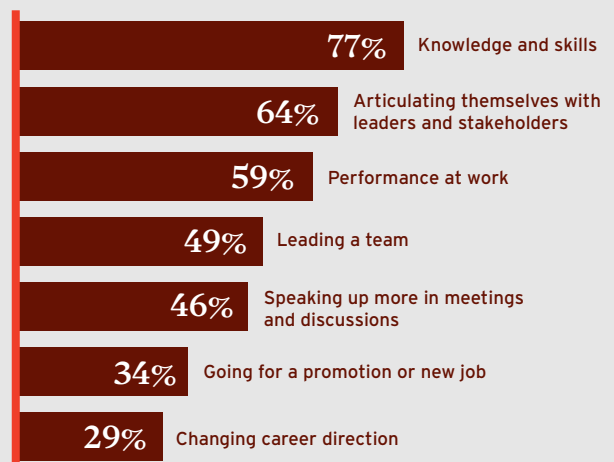 77% Knowledge and skills
64% Articulating themselves with
leaders and stakeholders
59% Performance at work
49% Leading a team
46% Speaking up more in meetings
and discussions
34% Going for a promotion or new job
29% Changing career direction